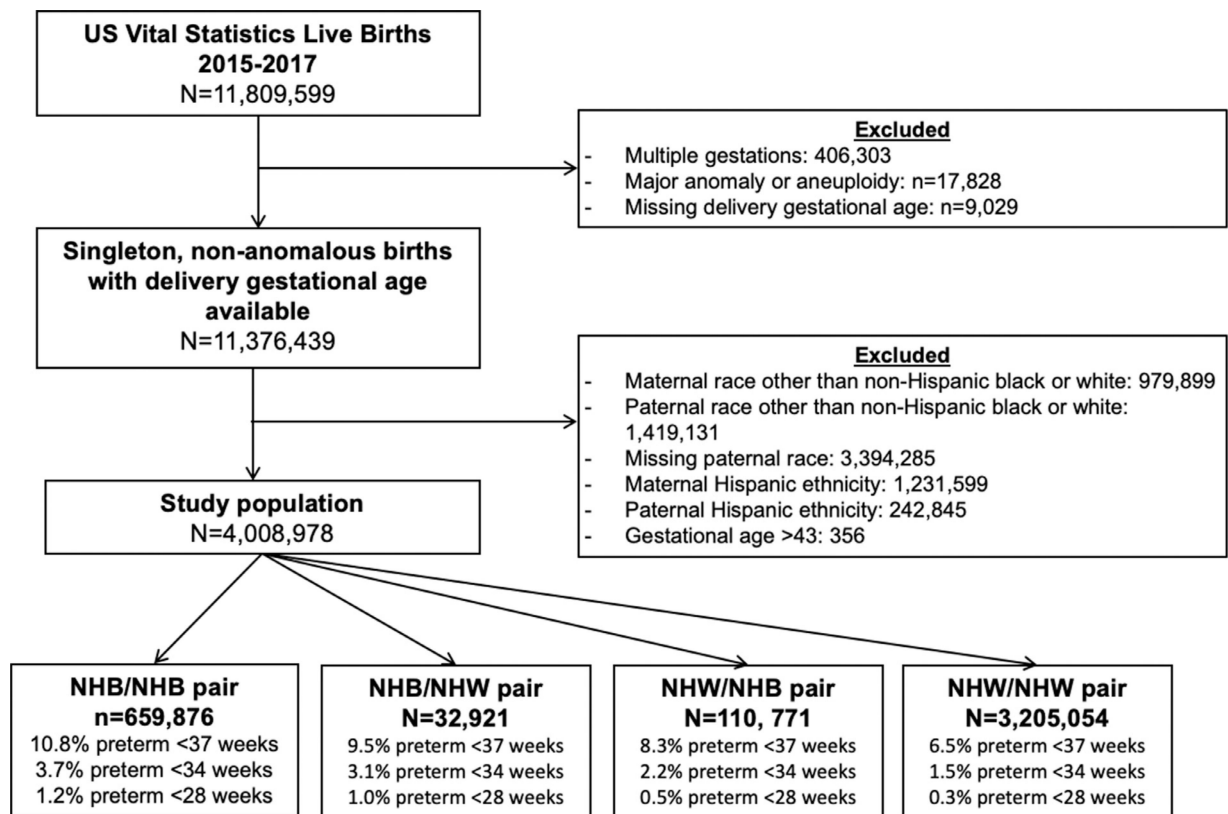 US Vital Statistics Live Births
2015-2017
N=11,809,599
Excluded
- Multiple gestations: 406,303
- Major anomaly or aneuploidy: n=17,828
- Missing delivery gestational age: n=9,029
Singleton, non-anomalous births
with delivery gestational age
available
N=11,376,439
Excluded
- Maternal race other than non-Hispanic black or white: 979,899
- Paternal race other than non-Hispanic black or white:
1,419,131
- Missing paternal race: 3,394,285
- Maternal Hispanic ethnicity: 1,231,599
- Paternal Hispanic ethnicity: 242,845
- Gestational age >43: 356
Study population
N=4,008,978
NHB/NHB pair
n=659,876
10.8% preterm <37 weeks
3.7% preterm <34 weeks
1.2% preterm <28 weeks
NHB/NHW pair
N=32,921
9.5% preterm <37 weeks
3.1% preterm <34 weeks
1.0% preterm <28 weeks
NHW/NHB pair
N=110, 771
8.3% preterm <37 weeks
2.2% preterm <34 weeks
0.5% preterm <28 weeks
NHW/NHW pair
N=3,205,054
6.5% preterm <37 weeks
1.5% preterm <34 weeks
0.3% preterm <28 weeks